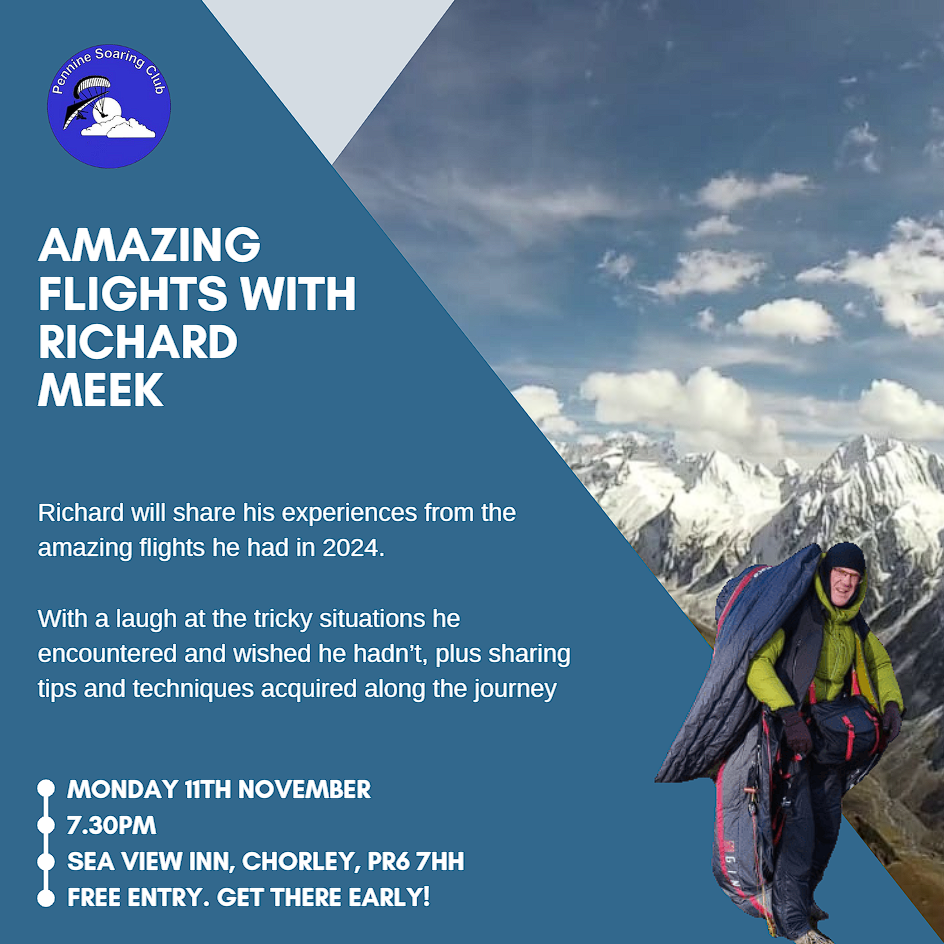 Pennine Soaring Club
AMAZING
FLIGHTS WITH
RICHARD
MEEK
Richard will share his experiences from the
amazing flights he had in 2024.
With a laugh at the tricky situations he
encountered and wished he hadn’t, plus sharing
tips and techniques acquired along the journey
MONDAY 11TH NOVEMBER
7.30PM
SEA VIEW INN, CHORLEY, PR6 7HH
FREE ENTRY. GET THERE EARLY!
GIN